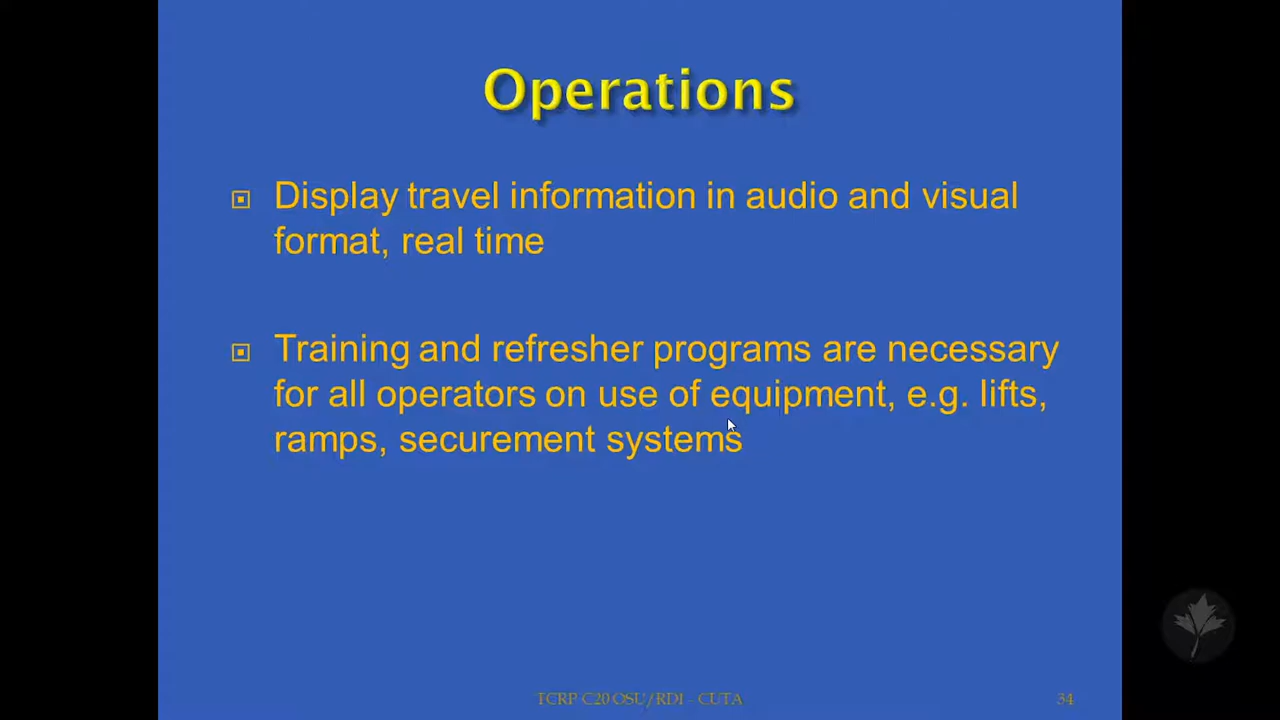 Operations
Display travel information in audio and visual
format, real time
Training and refresher programs are necessary
for all operators on use of equipment, e.g. lifts,
ramps, securement systems
TCRP C20 OSU/RDI - CUTA
34